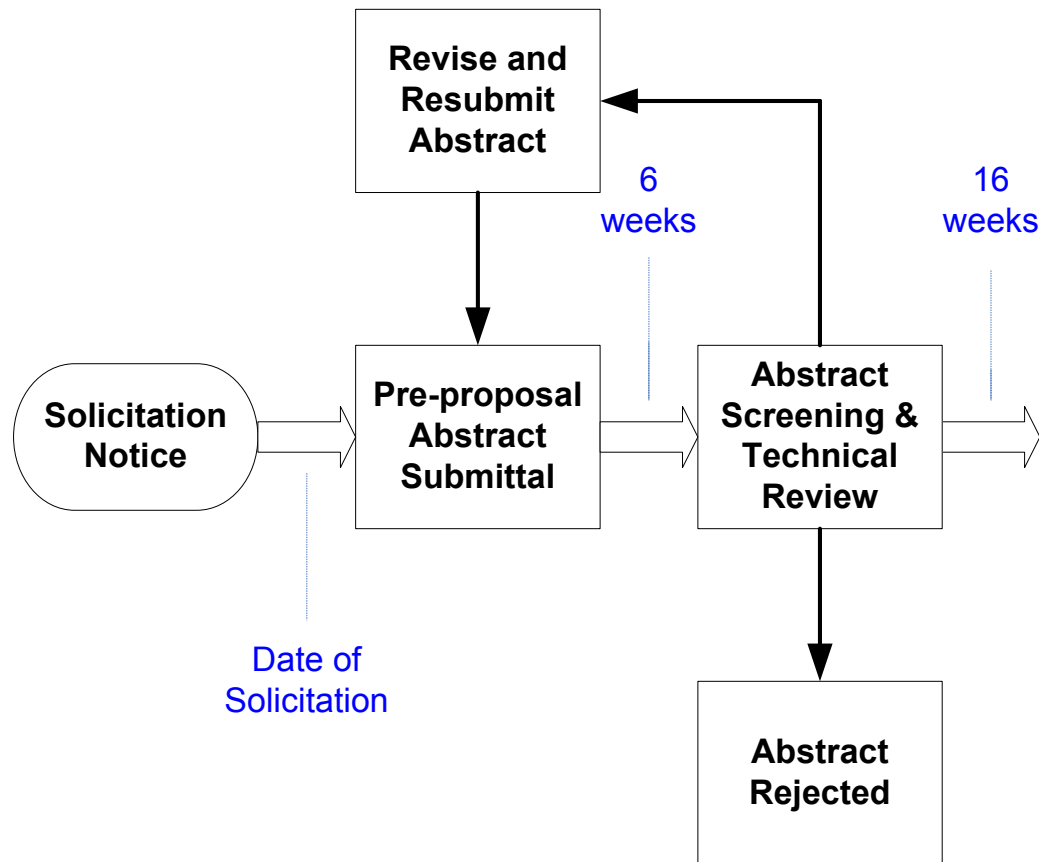 Revise and
Resubmit
Abstract
6
weeks
16
weeks
Solicitation
Notice
Pre-proposal
Abstract
Submittal
Abstract
Screening &
Technical
Review
Date of
Solicitation
Abstract
Rejected